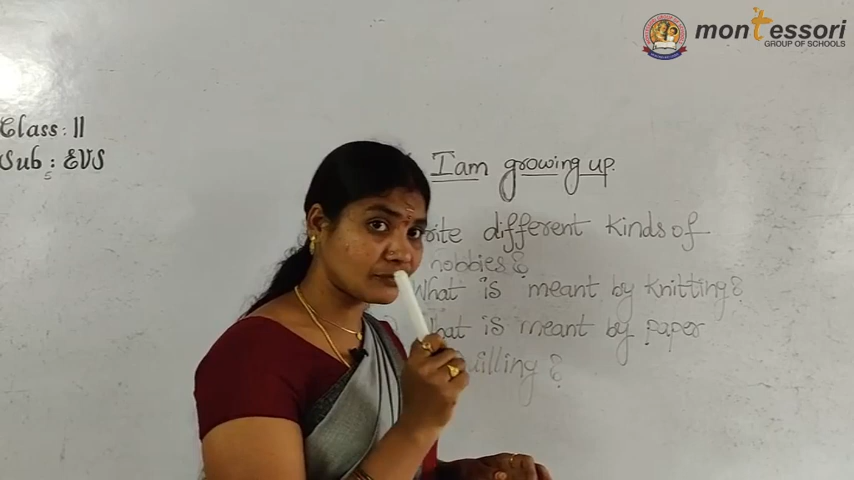 montessori
GROUP OF SCHOOLS
Class : II
Sub : EVS
I am growing up.
different kinds of
hobbies?
What is meant by knitting?
is meant by paper